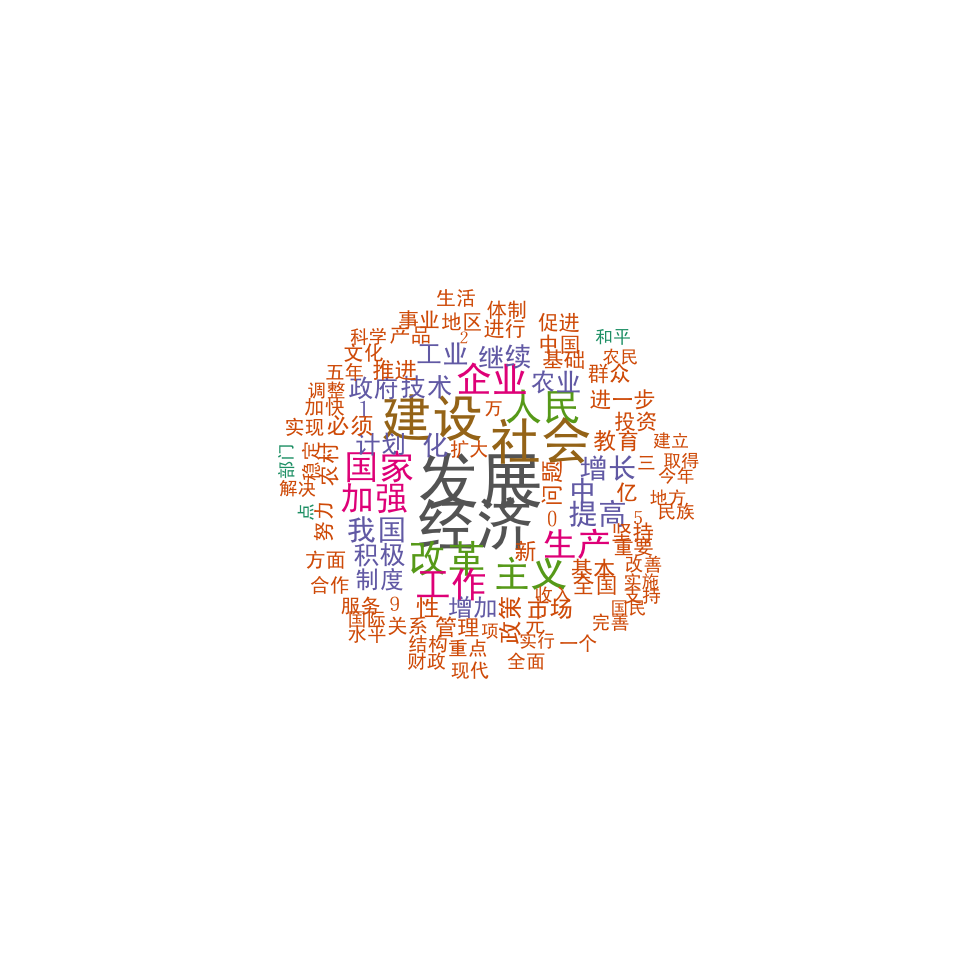 生活
事业 地区 体制
进行 促进
科学 产品 2 中国 和平
文化 工业 继续 基础 农民
五年 推进 企业 农业 群众
调整 政府 技术 进一步
加快 1 建设 万 人民 投资
实现 必须 社会 教育 建立
计划 化 扩大
部门 稳定 农村 国家 发展 问题 增长 三 取得
今年
解决 加强 中 亿 地方
点 努力 我国 经济 0 提高 5 民族
坚持
方面 积极 改革 新 生产 重要
合作 制度 工作 主义 基本 改善
全国 实施
服务 9 性 增加 政策 市场 收入 国民 支持
国际 关系 管理 项 元 完善
水平 结构 重点 实行 一个
财政 现代 全面